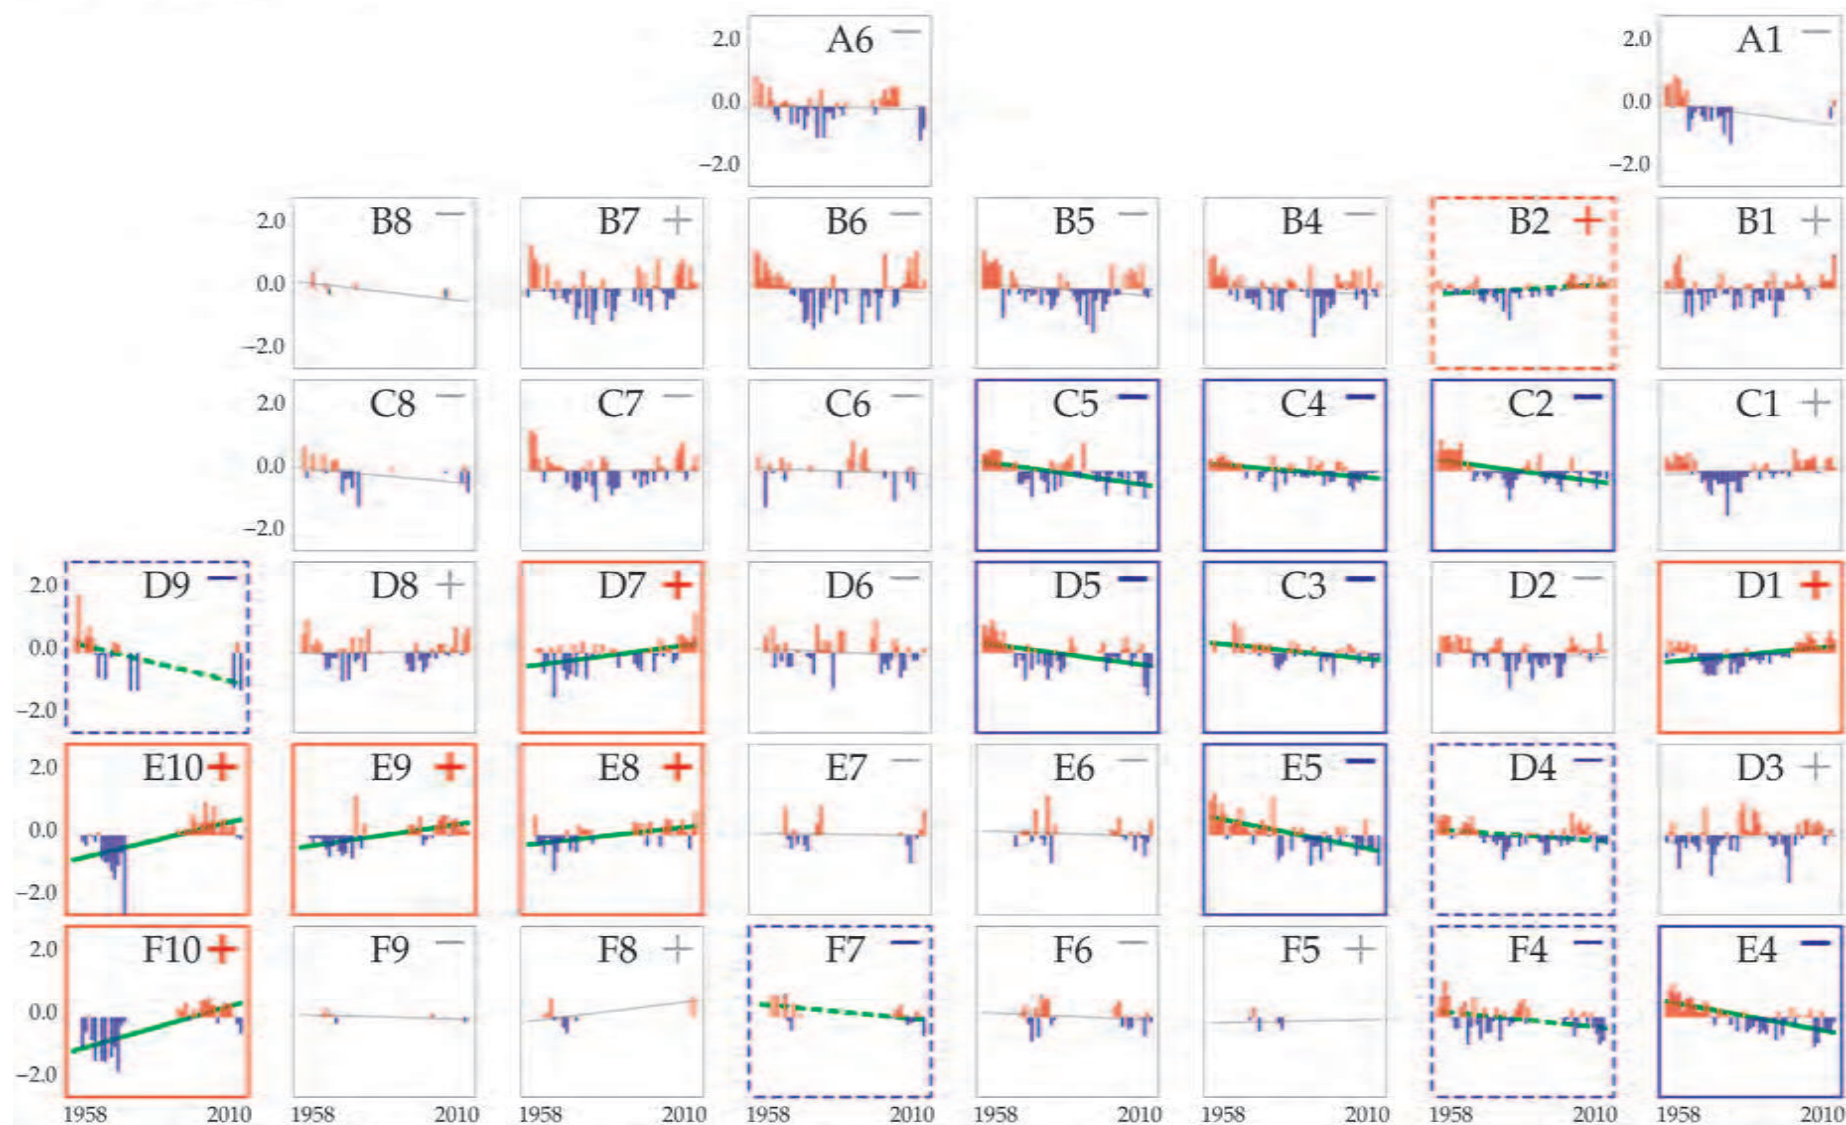 2.0 A6 — 2.0 A1 —
0.0 0.0
−2.0 −2.0
2.0 B8 — B7 + B6 — B5 — B4 — B2 + B1 +
0.0
−2.0
2.0 C8 — C7 — C6 — C5 — C4 — C2 — C1 +
0.0
−2.0
2.0 D9 — D8 + D7 + D6 — D5 — C3 — D2 — D1 +
0.0
−2.0
2.0 E10 + E9 + E8 + E7 — E6 — E5 — D4 — D3 +
0.0
−2.0
2.0 F10 + F9 — F8 + F7 — F6 — F5 + F4 — E4 —
0.0
−2.0
1958 2010 1958 2010 1958 2010 1958 2010 1958 2010 1958 2010 1958 2010 1958 2010